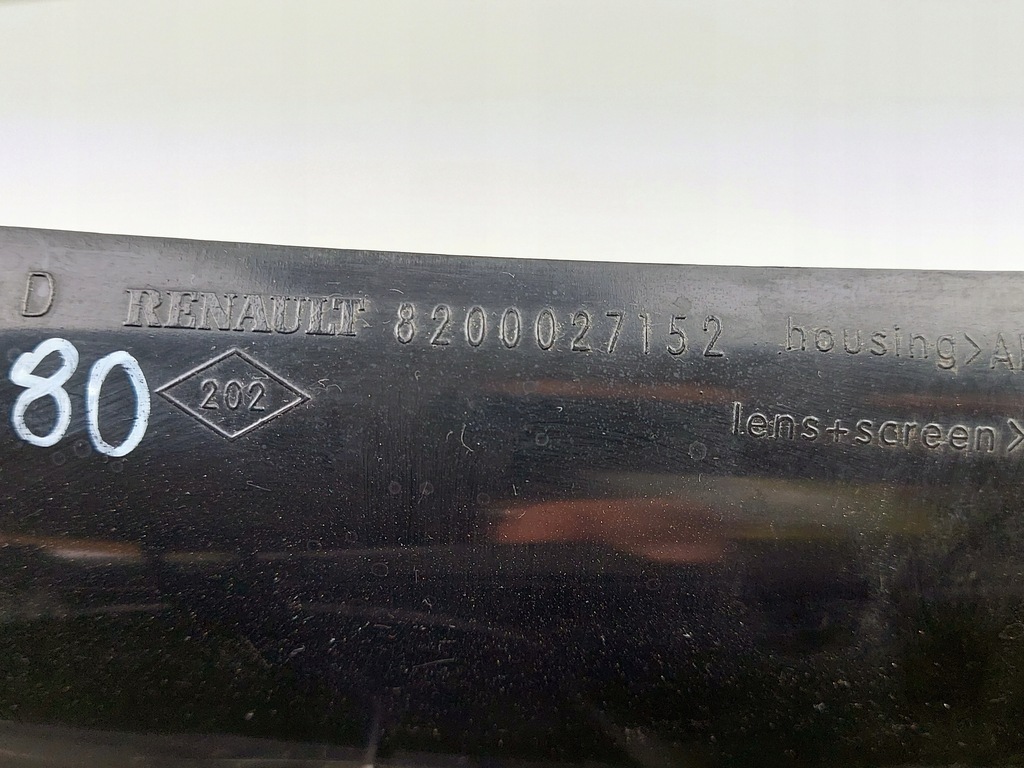 D RENAULT 8200027152 housing>
80 202
lens+screen>